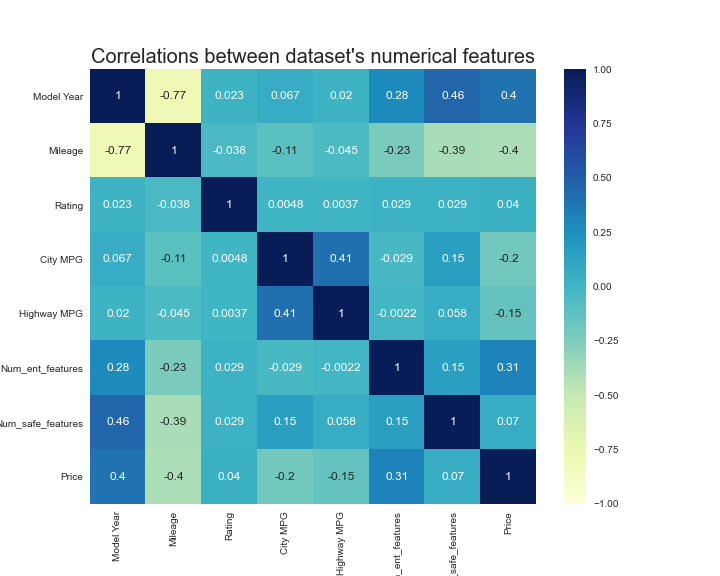 Correlations between dataset's numerical features
Model Year 1 -0.77 0.023 0.067 0.02 0.28 0.46 0.4
Mileage -0.77 1 -0.038 -0.11 -0.045 -0.23 -0.39 -0.4
Rating 0.023 -0.038 1 0.0048 0.0037 0.029 0.029 0.04
City MPG 0.067 -0.11 0.0048 1 0.41 -0.029 0.15 -0.2
Highway MPG 0.02 -0.045 0.0037 0.41 1 -0.0022 0.058 -0.15
Num_ent_features 0.28 -0.23 0.029 -0.029 -0.0022 1 0.15 0.31
Num_safe_features 0.46 -0.39 0.029 0.15 0.058 0.15 1 0.07
Price 0.4 -0.4 0.04 -0.2 -0.15 0.31 0.07 1
Model Year
Mileage
Rating
City MPG
Highway MPG
_ent_features
_safe_features
Price
1.00
0.75
0.50
0.25
0.00
−0.25
−0.50
−0.75
−1.00